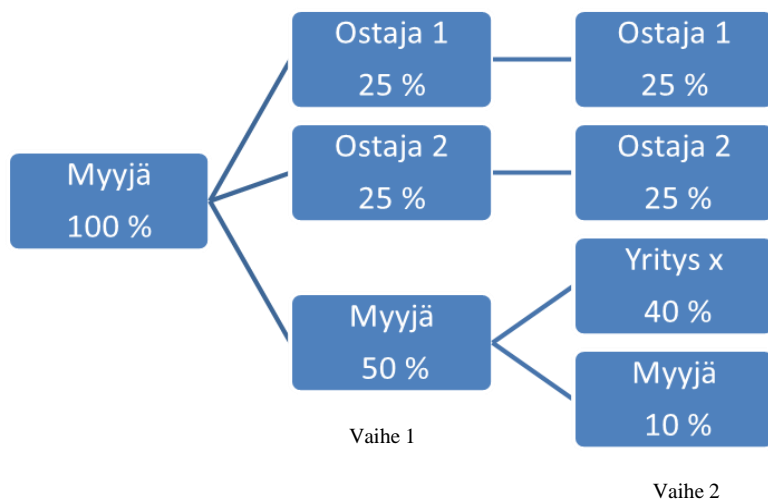 Myyjä
100 %
Ostaja 1
25 %
Ostaja 2
25 %
Myyjä
50 %
Vaihe 1
Ostaja 1
25 %
Ostaja 2
25 %
Yritys x
40 %
Myyjä
10 %
Vaihe 2